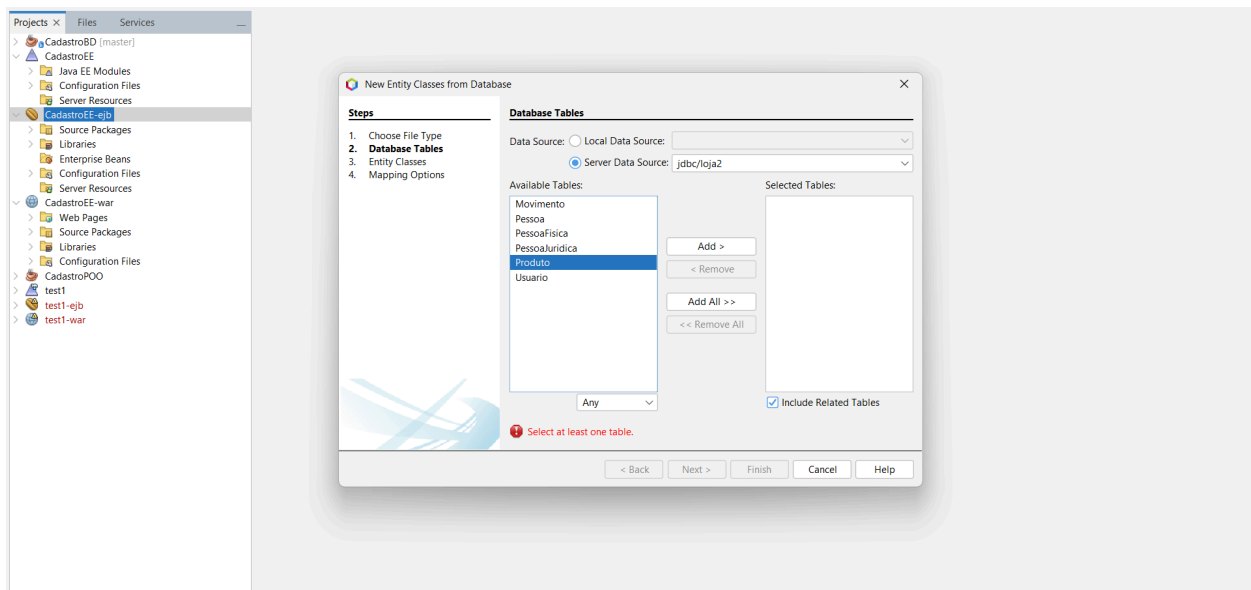 Projects
Files
Services
CadastroBD [master]
CadastroEE
Java EE Modules
Configuration Files
Server Resources
CadastroEE-ejb
Source Packages
Libraries
Enterprise Beans
Configuration Files
Server Resources
CadastroEE-war
Web Pages
Source Packages
Libraries
Configuration Files
CadastroPOO
test1
test1-ejb
test1-war
New Entity Classes from Database
Steps
1. Choose File Type
2. Database Tables
3. Entity Classes
4. Mapping Options
Database Tables
Data Source: Local Data Source:
Server Data Source: jdbc/loja2
Available Tables:
Movimento
Pessoa
PessoaFisica
PessoaJuridica
Produto
Usuario
Any
Add >
< Remove
Add All >>
<< Remove All
Selected Tables:
Include Related Tables
Select at least one table.
< Back
Next >
Finish
Cancel
Help